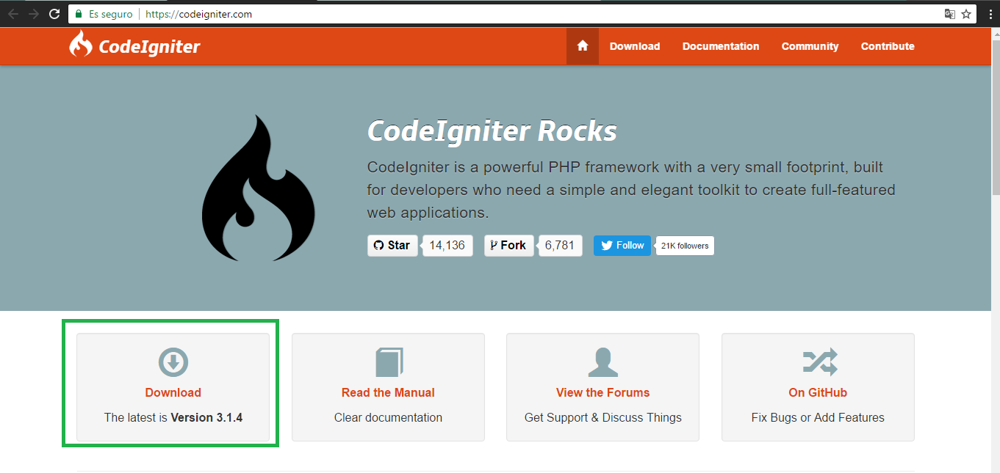 Es seguro https://codeigniter.com
CodeIgniter Download Documentation Community Contribute
CodeIgniter Rocks
CodeIgniter is a powerful PHP framework with a very small footprint, built
for developers who need a simple and elegant toolkit to create full-featured
web applications.
Star 14,136 Fork 6,781 Follow 21K followers
Download
The latest is Version 3.1.4
Read the Manual
Clear documentation
View the Forums
Get Support & Discuss Things
On GitHub
Fix Bugs or Add Features